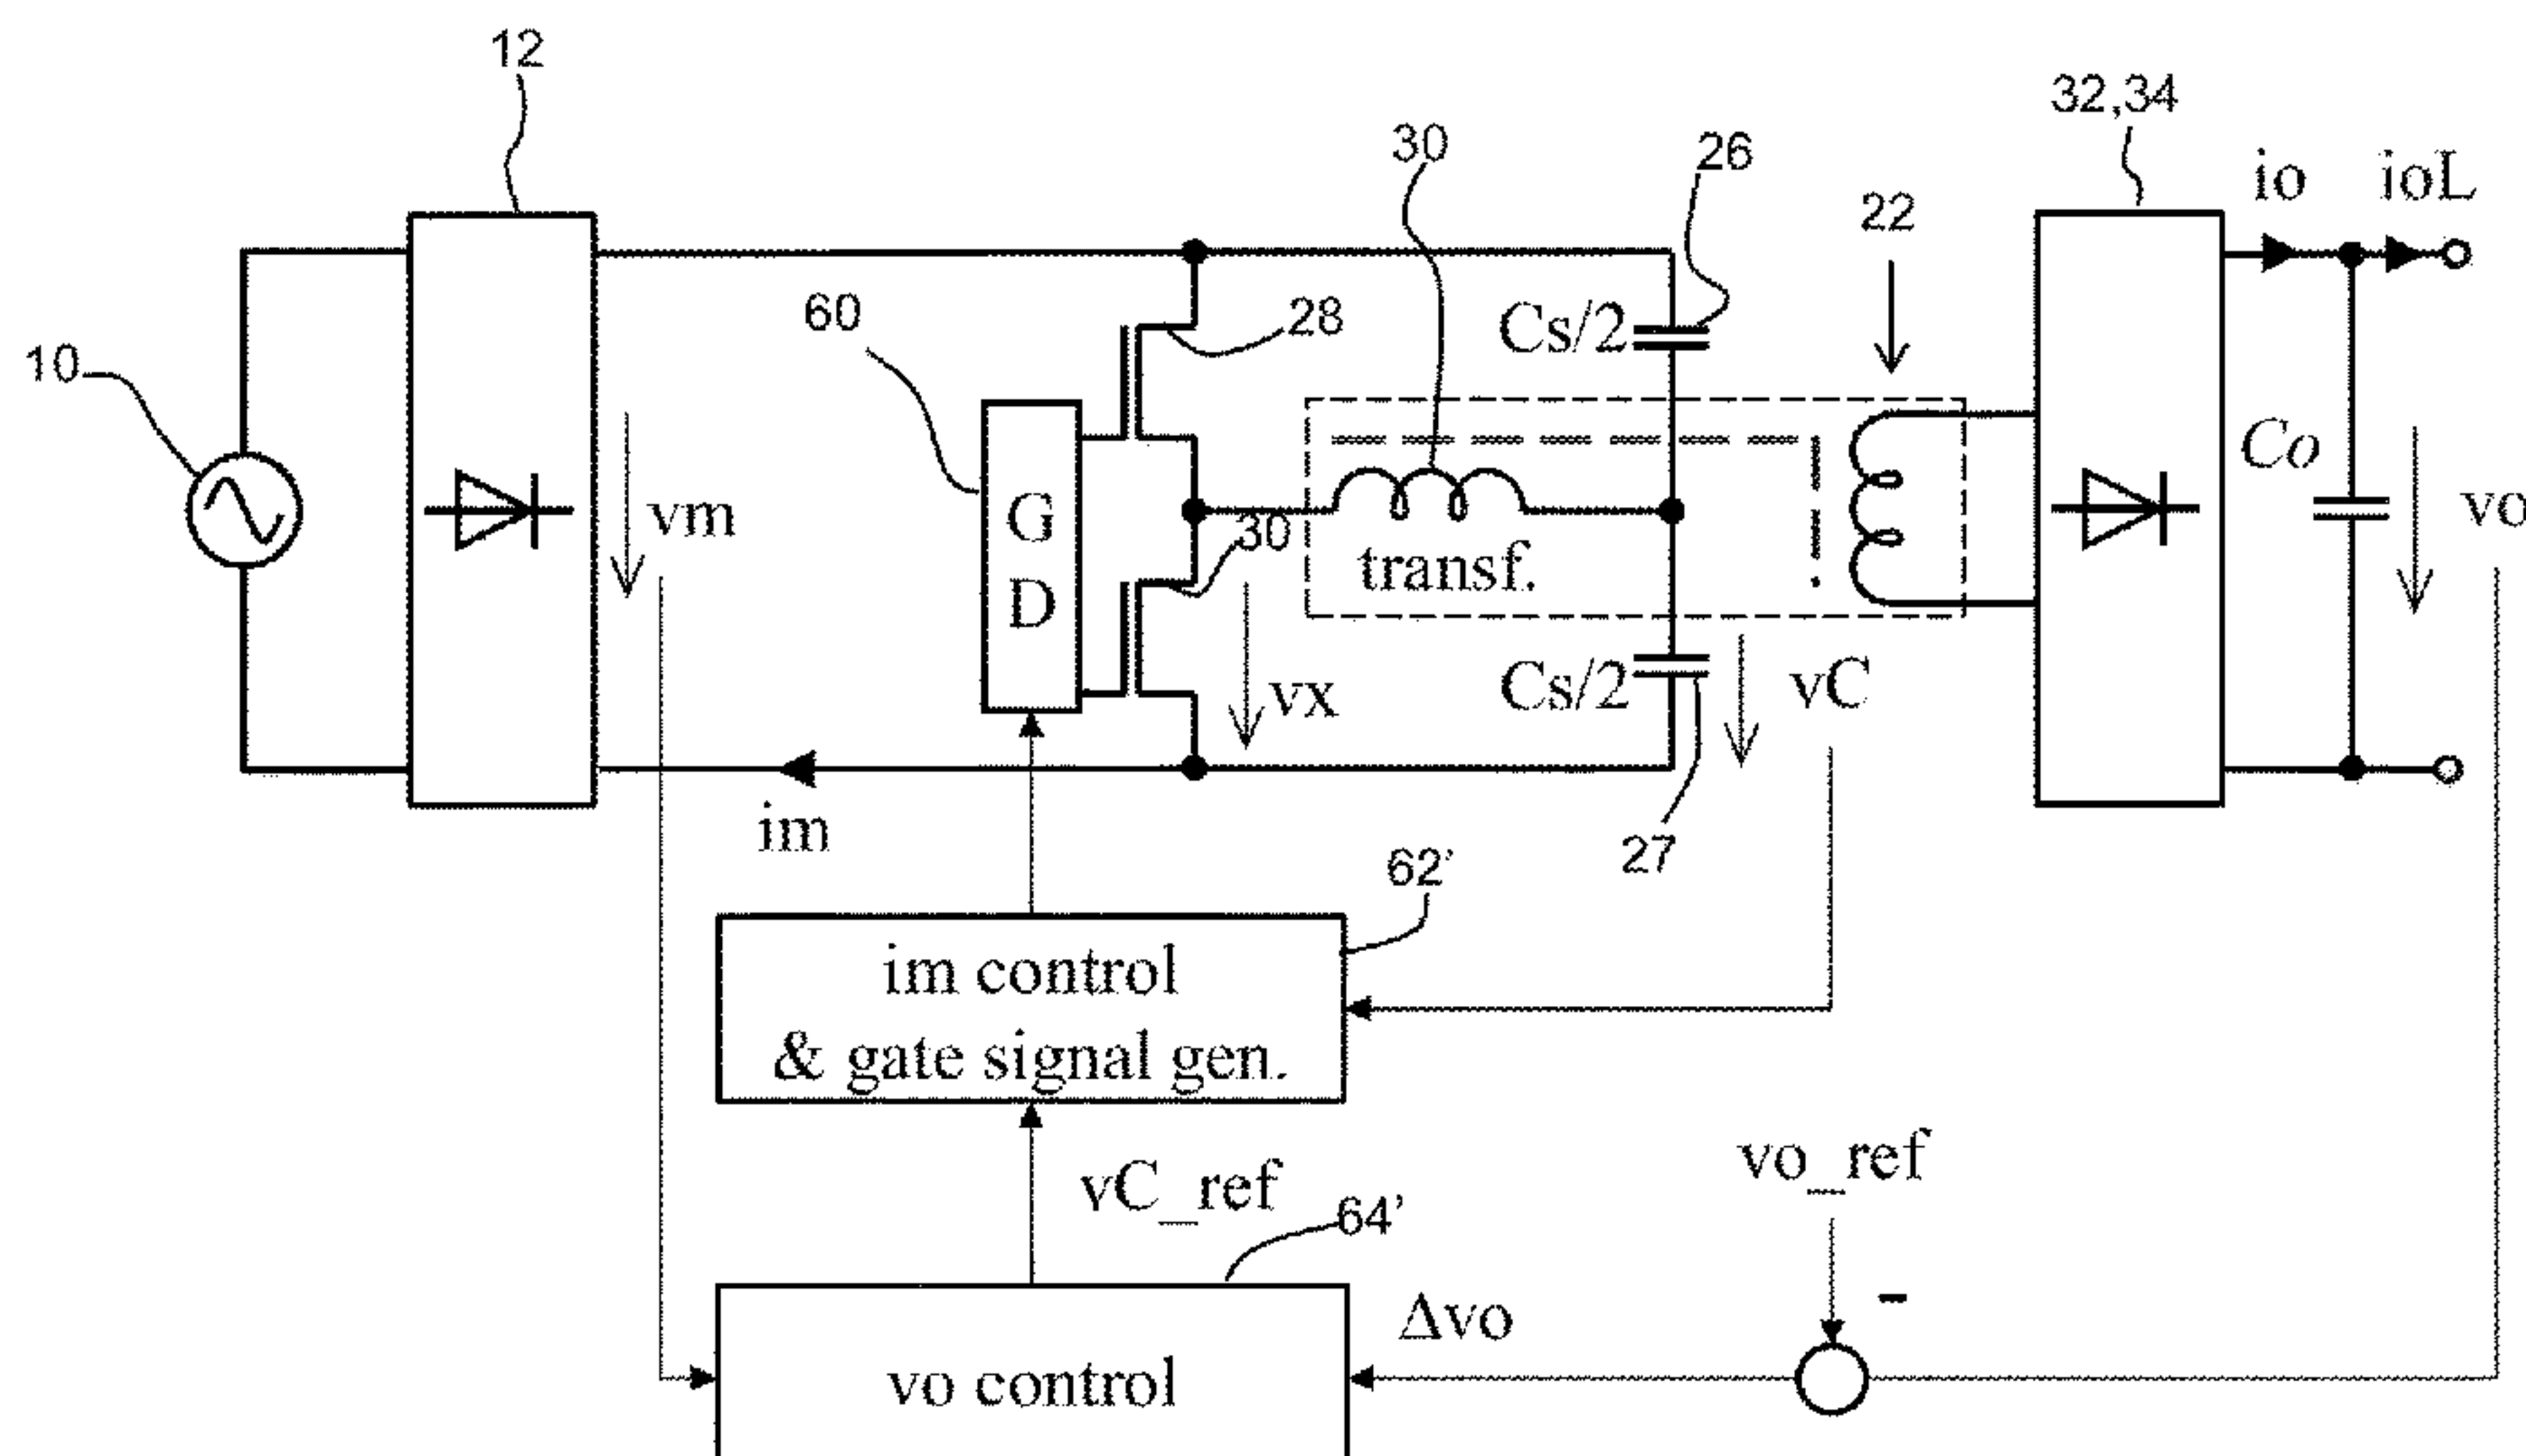 12
32,34
30
26
io
ioL
22
60
28
Cs/2
10
Co
vm
G
D
30
vo
transf.
vx
Cs/2
vC
im
27
62'
im control
& gate signal gen.
vC_ref
vo_ref
64'
-
Δvo
vo control